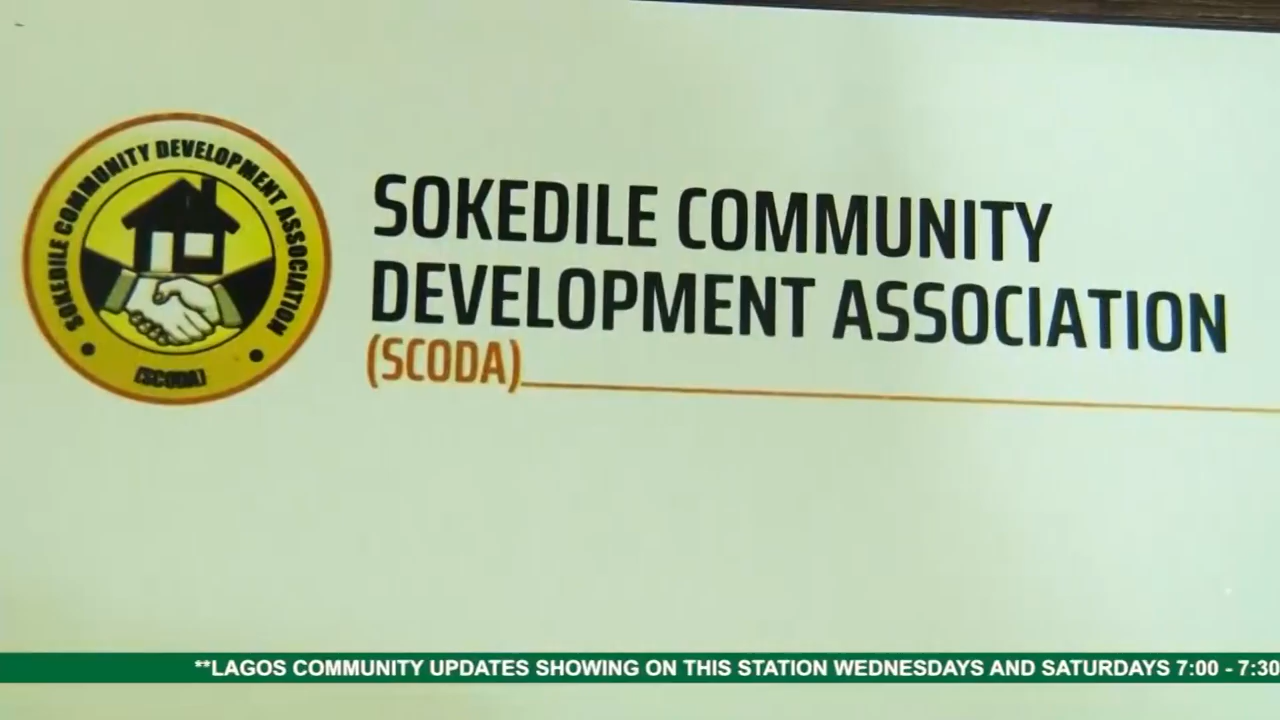 SOKEDILE COMMUNITY DEVELOPMENT ASSOCIATION
(SCODA)
SOKEDILE COMMUNITY
DEVELOPMENT ASSOCIATION
(SCODA)
**LAGOS COMMUNITY UPDATES SHOWING ON THIS STATION WEDNESDAYS AND SATURDAYS 7:00 - 7:30